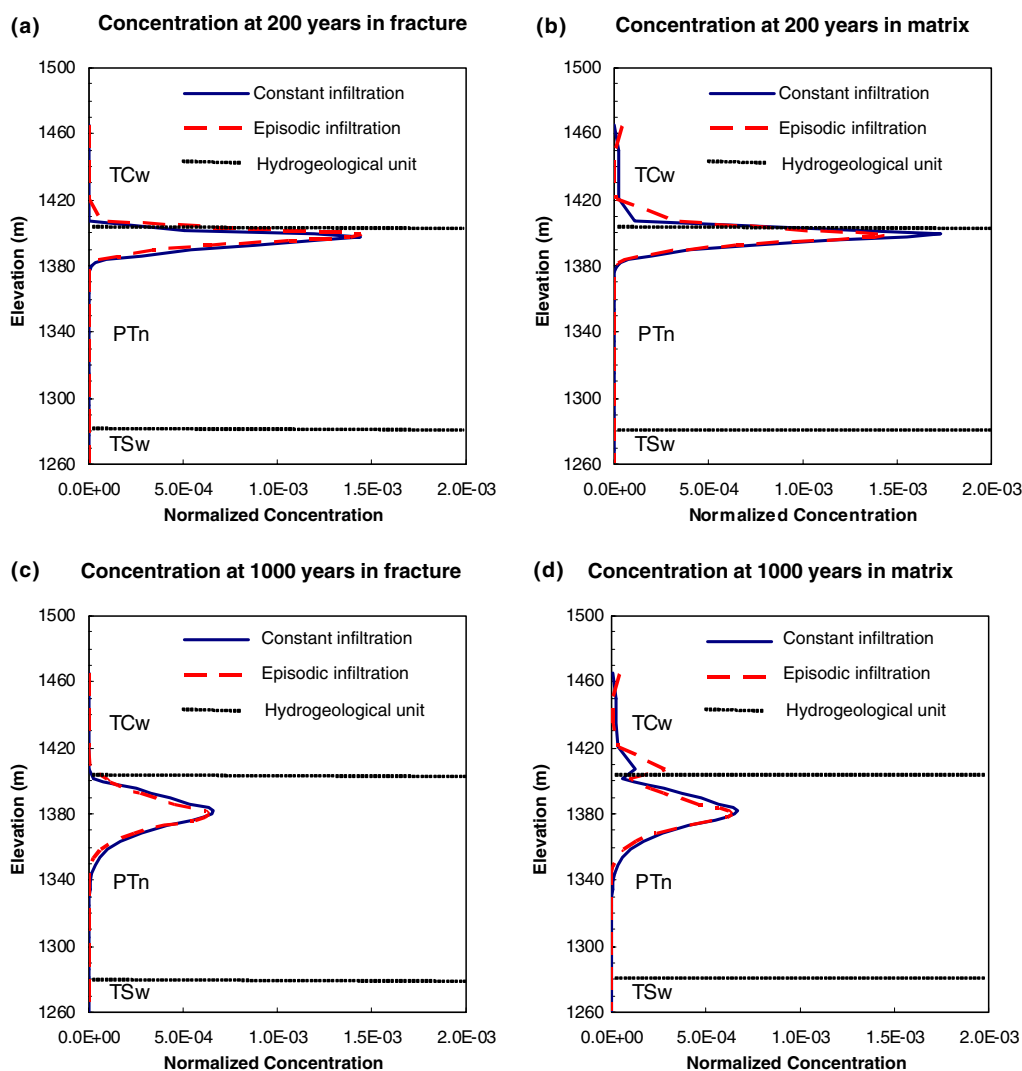 (a) Concentration at 200 years in fracture
1500
1460
1420
1380
1340
1300
1260
Elevation (m)
Constant infiltration
Episodic infiltration
Hydrogeological unit
TCw
PTn
TSw
0.0E+00 5.0E-04 1.0E-03 1.5E-03 2.0E-03
Normalized Concentration
(b) Concentration at 200 years in matrix
1500
1460
1420
1380
1340
1300
1260
Elevation (m)
Constant infiltration
Episodic infiltration
Hydrogeological unit
TCw
PTn
TSw
0.0E+00 5.0E-04 1.0E-03 1.5E-03 2.0E-03
Normalized Concentration
(c) Concentration at 1000 years in fracture
1500
1460
1420
1380
1340
1300
1260
Elevation (m)
Constant infiltration
Episodic infiltration
Hydrogeological unit
TCw
PTn
TSw
0.0E+00 5.0E-04 1.0E-03 1.5E-03 2.0E-03
Normalized Concentration
(d) Concentration at 1000 years in matrix
1500
1460
1420
1380
1340
1300
1260
Elevation (m)
Constant infiltration
Episodic infiltration
Hydrogeological unit
TCw
PTn
TSw
0.0E+00 5.0E-04 1.0E-03 1.5E-03 2.0E-03
Normalized Concentration